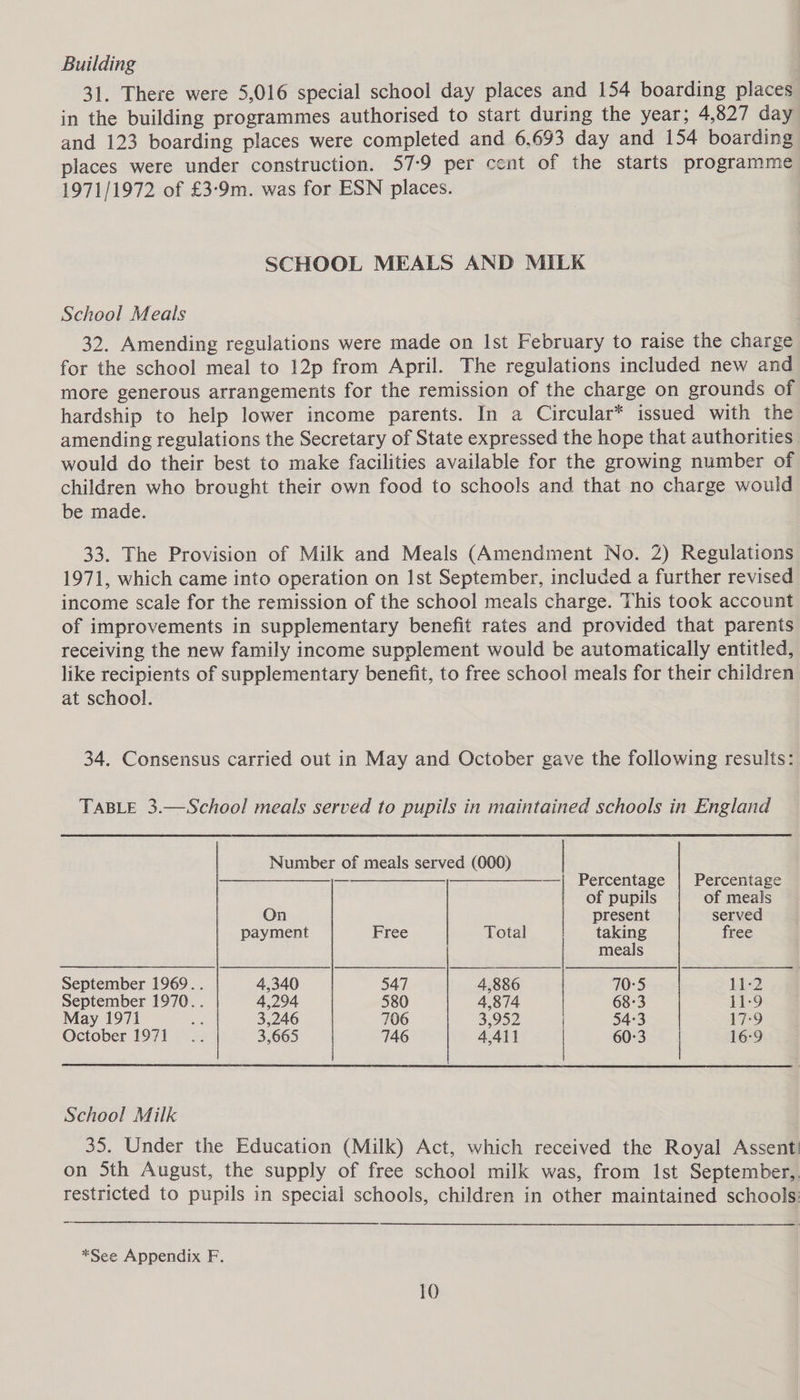 Building
31. There were 5,016 special school day places and 154 boarding places
in the building programmes authorised to start during the year; 4,827 day
and 123 boarding places were completed and 6,693 day and 154 boarding
places were under construction. 57·9 per cent of the starts programme
1971/1972 of £3·9m. was for ESN places.
SCHOOL MEALS AND MILK
School Meals
32. Amending regulations were made on 1st February to raise the charge
for the school meal to 12p from April. The regulations included new and
more generous arrangements for the remission of the charge on grounds of
hardship to help lower income parents. In a Circular* issued with the
amending regulations the Secretary of State expressed the hope that authorities
would do their best to make facilities available for the growing number of
children who brought their own food to schools and that no charge would
be made.
33. The Provision of Milk and Meals (Amendment No. 2) Regulations
1971, which came into operation on 1st September, included a further revised
income scale for the remission of the school meals charge. This took account
of improvements in supplementary benefit rates and provided that parents
receiving the new family income supplement would be automatically entitled,
like recipients of supplementary benefit, to free school meals for their children
at school.
34. Consensus carried out in May and October gave the following results:
TABLE 3.—School meals served to pupils in maintained schools in England
Number of meals served (000)
Percentage Percentage
of pupils of meals
On present served
payment Free Total taking free
meals
September 1969.. 4,340 547 4,886 70·5 11·2
September 1970.. 4,294 580 4,874 68·3 11·9
May 1971 .. 3,246 706 3,952 54·3 17·9
October 1971 .. 3,665 746 4,411 60·3 16·9
School Milk
35. Under the Education (Milk) Act, which received the Royal Assent
on 5th August, the supply of free school milk was, from 1st September,
restricted to pupils in special schools, children in other maintained schools
*See Appendix F.
10